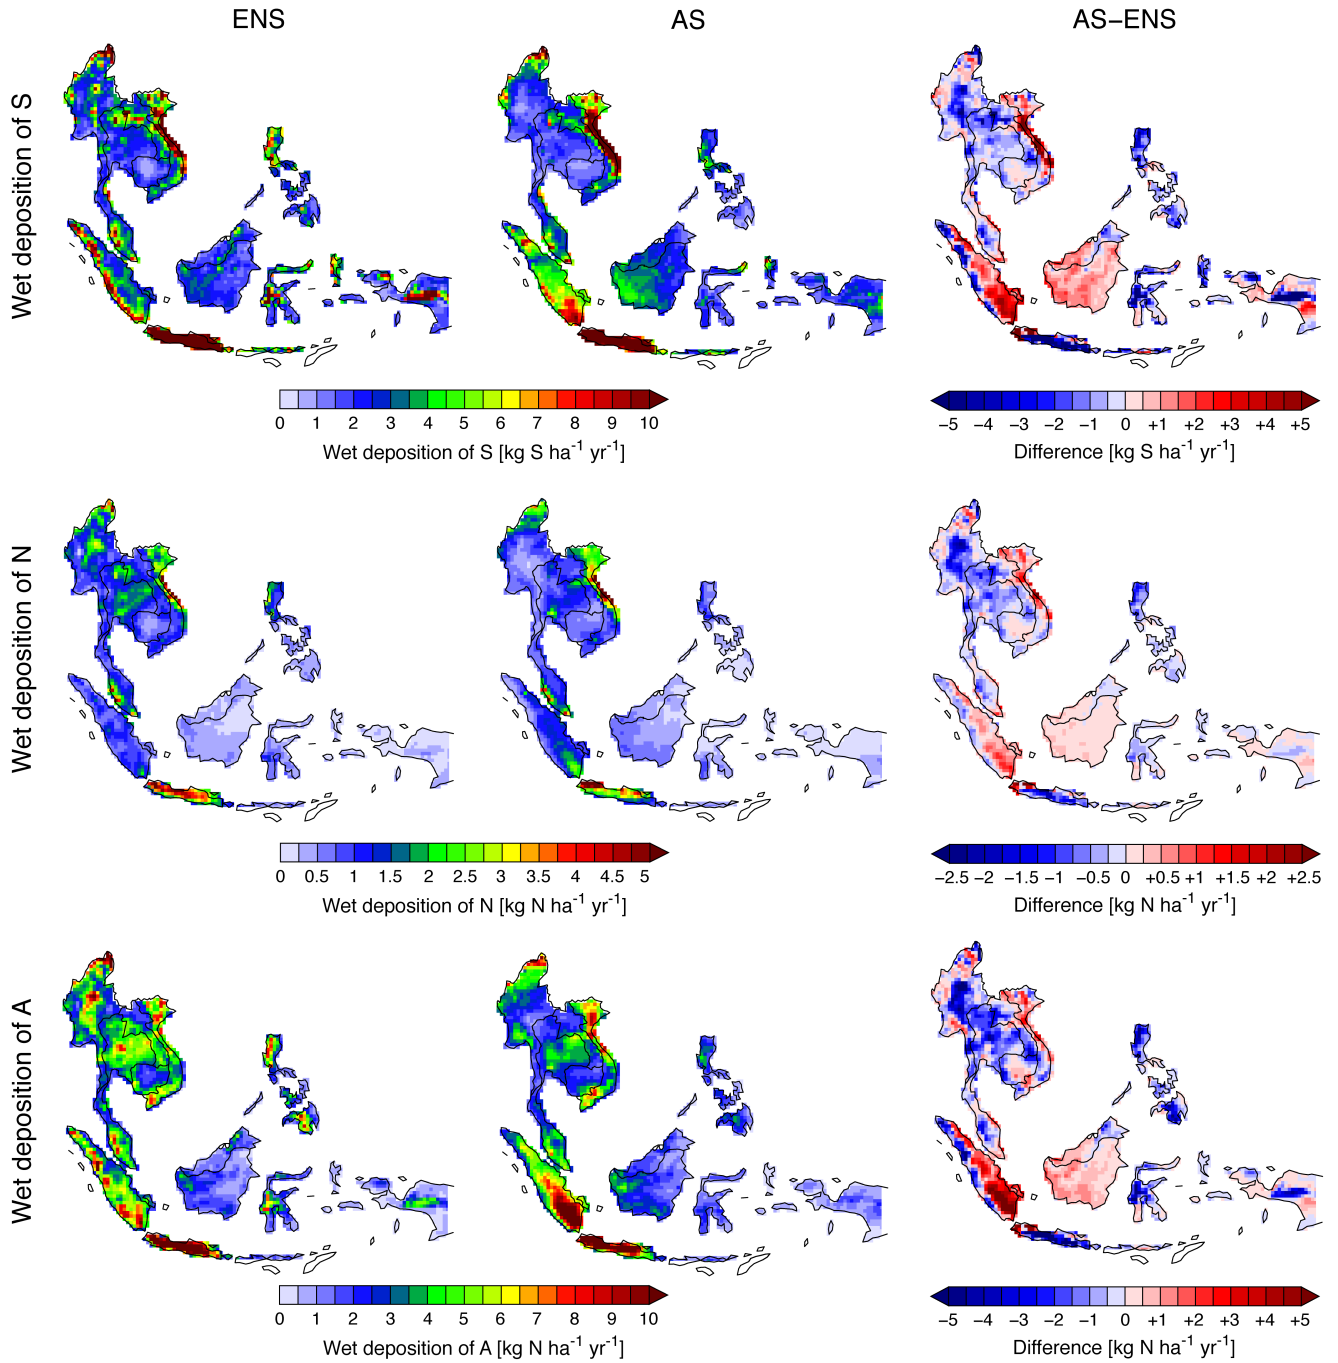 ENS AS AS−ENS
Wet deposition of S
0 1 2 3 4 5 6 7 8 9 10
Wet deposition of S [kg S ha-1 yr-1]
−5 −4 −3 −2 −1 0 +1 +2 +3 +4 +5
Difference [kg S ha-1 yr-1]
Wet deposition of N
0 0.5 1 1.5 2 2.5 3 3.5 4 4.5 5
Wet deposition of N [kg N ha-1 yr-1]
−2.5 −2 −1.5 −1 −0.5 0 +0.5 +1 +1.5 +2 +2.5
Difference [kg N ha-1 yr-1]
Wet deposition of A
0 1 2 3 4 5 6 7 8 9 10
Wet deposition of A [kg N ha-1 yr-1]
−5 −4 −3 −2 −1 0 +1 +2 +3 +4 +5
Difference [kg N ha-1 yr-1]